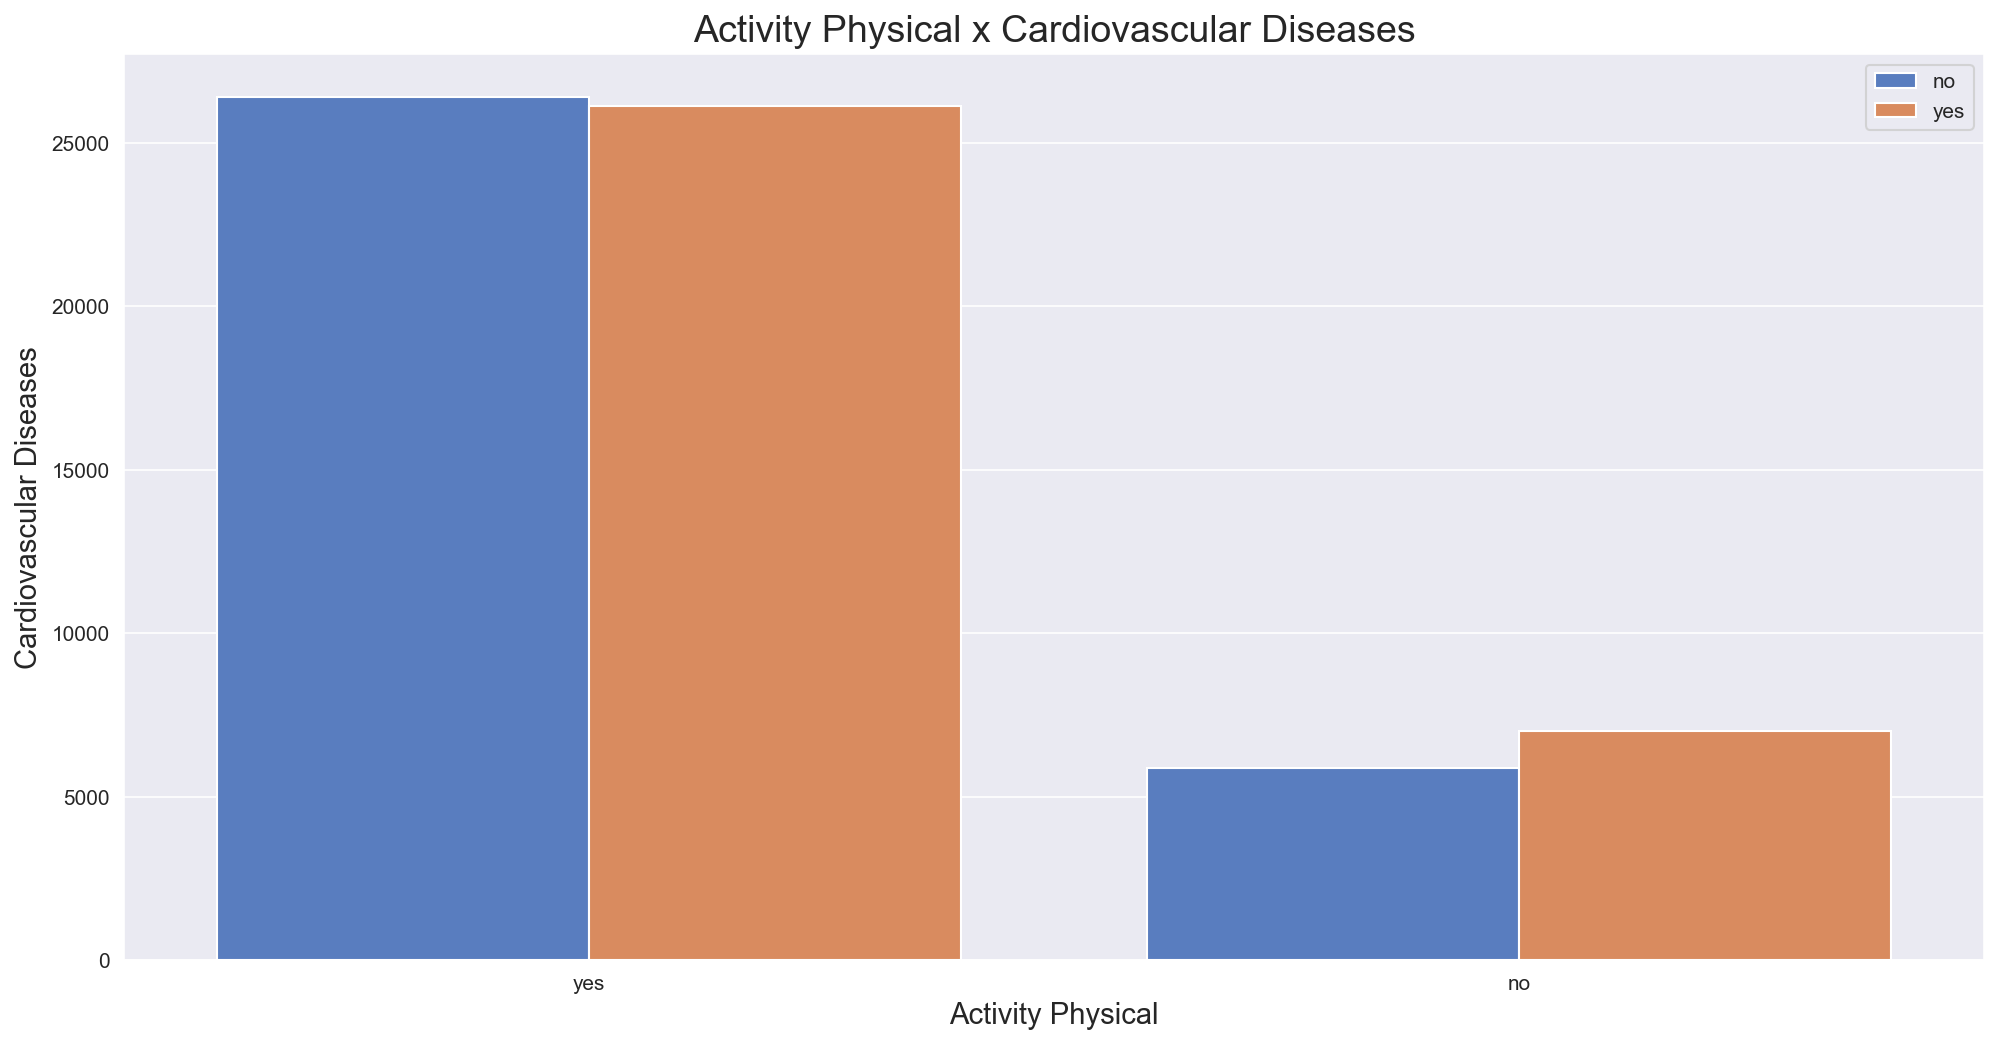 Activity Physical x Cardiovascular Diseases
no
yes
25000
20000
15000
10000
5000
0
Cardiovascular Diseases
yes
no
Activity Physical